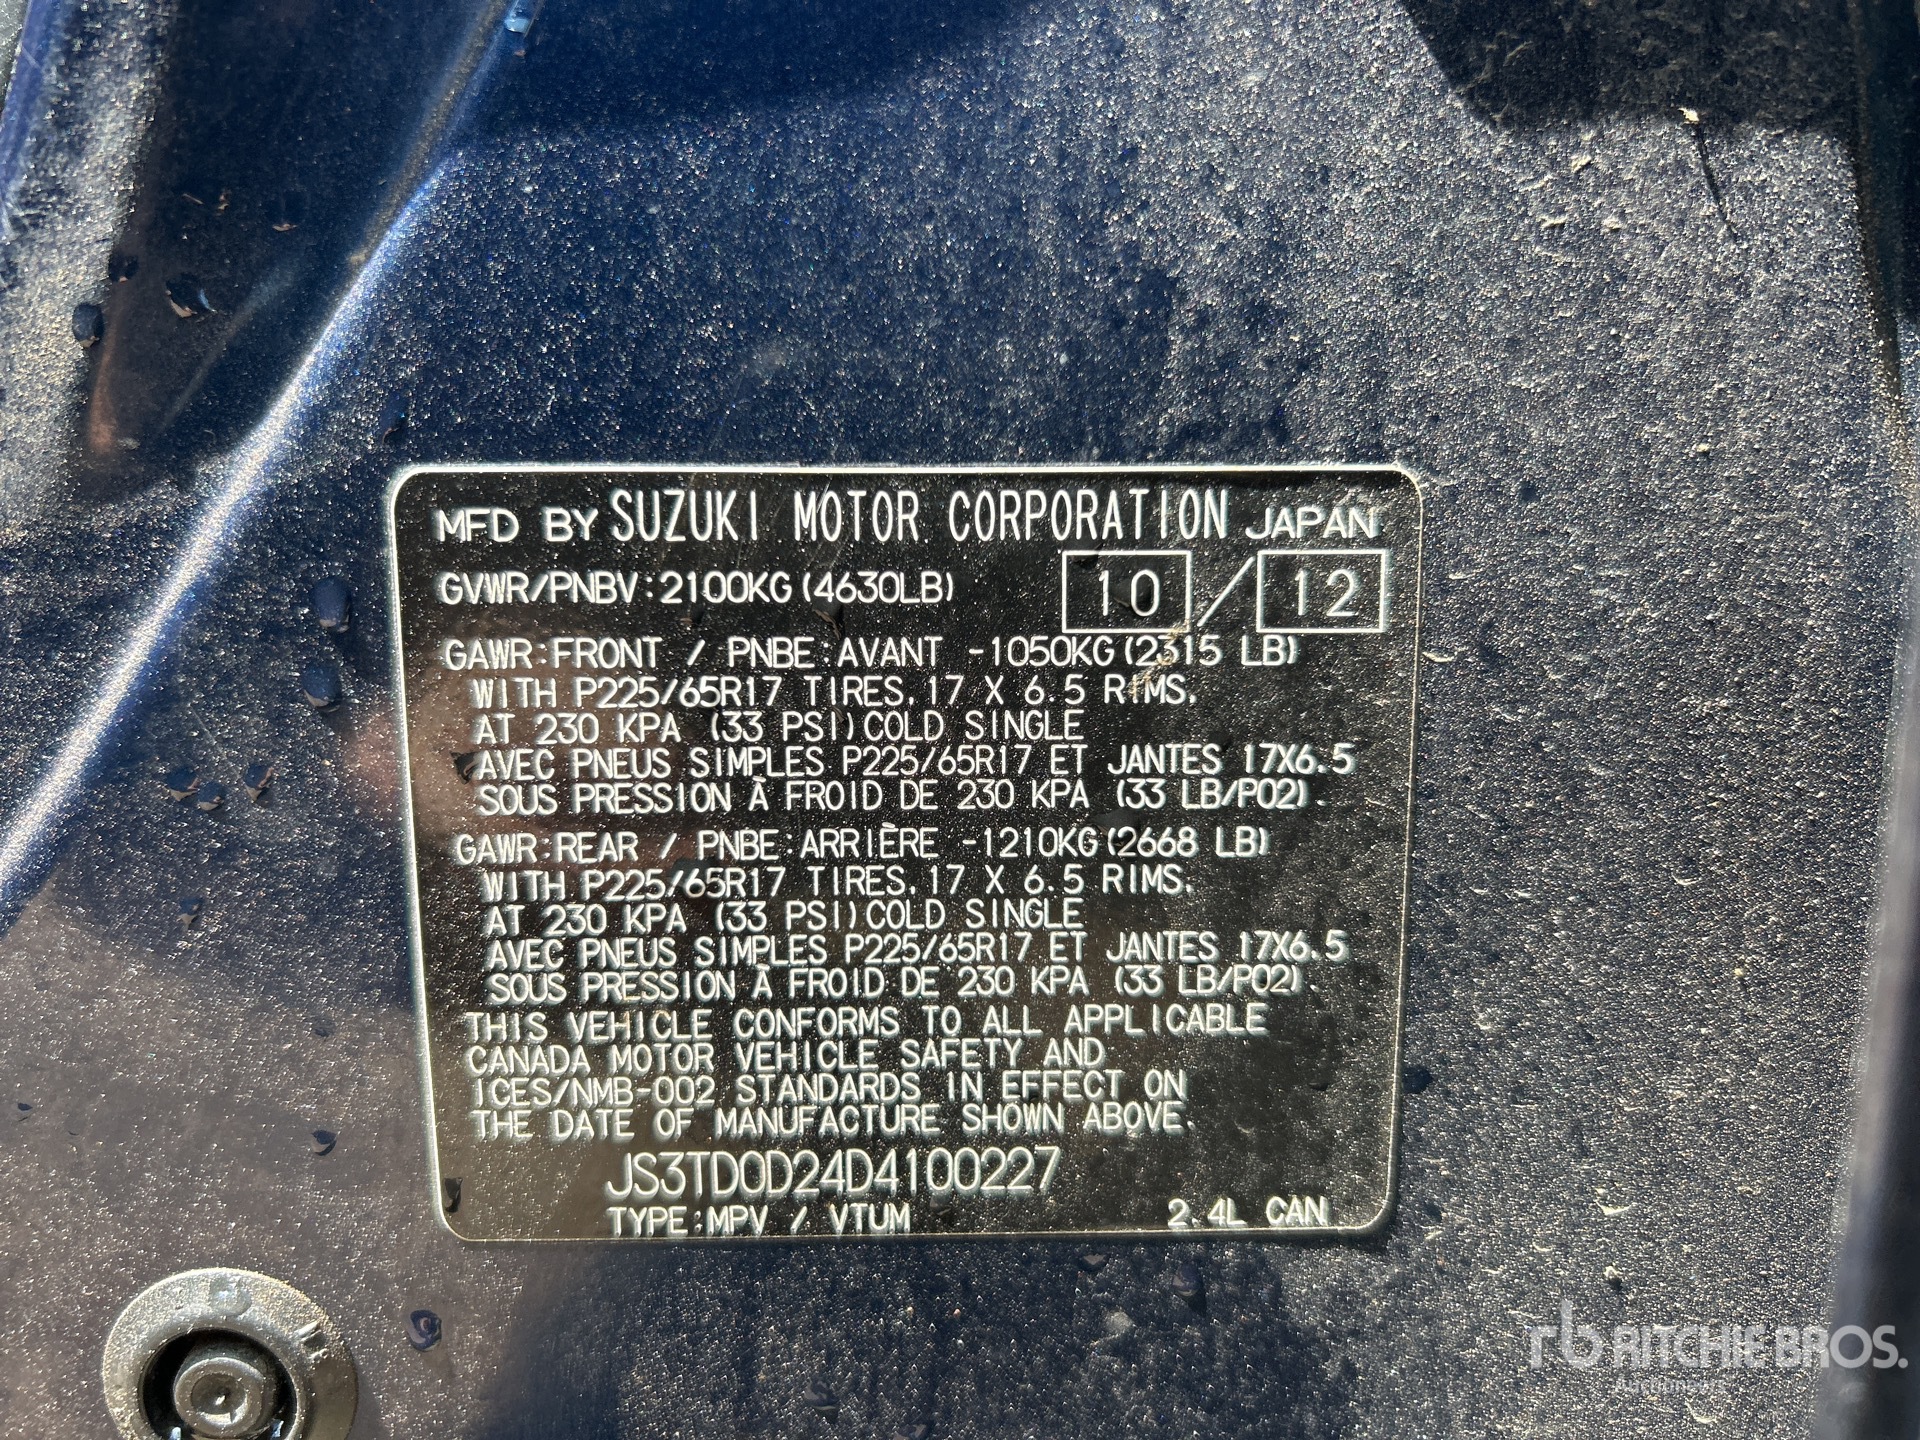 MFD BY SUZUKI MOTOR CORPORATION JAPAN
GVWR/PNBV:2100KG(4630LB) 10 / 12
GAWR:FRONT / PNBE:AVANT -1050KG(2315 LB)
WITH P225/65R17 TIRES,17 X 6.5 RIMS,
AT 230 KPA (33 PSI)COLD SINGLE
AVEC PNEUS SIMPLES P225/65R17 ET JANTES 17X6.5
SOUS PRESSION À FROID DE 230 KPA (33 LB/PO2).
GAWR:REAR / PNBE:ARRIÈRE -1210KG(2668 LB)
WITH P225/65R17 TIRES,17 X 6.5 RIMS,
AT 230 KPA (33 PSI)COLD SINGLE
AVEC PNEUS SIMPLES P225/65R17 ET JANTES 17X6.5
SOUS PRESSION À FROID DE 230 KPA (33 LB/PO2).
THIS VEHICLE CONFORMS TO ALL APPLICABLE
CANADA MOTOR VEHICLE SAFETY AND
ICES/NMB-002 STANDARDS IN EFFECT ON
THE DATE OF MANUFACTURE SHOWN ABOVE.
JS3TD0D24D4100227
TYPE:MPV / VTUM 2.4L CAN
rb RITCHIE BROS.
Auctioneers